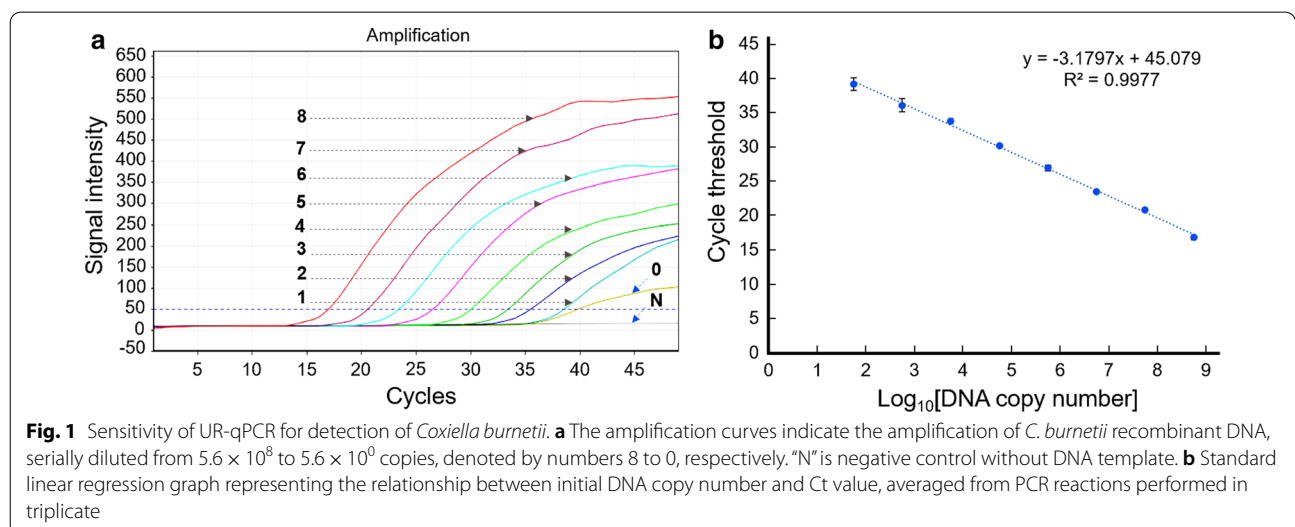 a
Amplification
650
600
550
500
450
400
350
300
250
200
150
100
50
0
-50
Signal intensity
8
7
6
5
4
3
2
1
0
N
5 10 15 20 25 30 35 40 45
Cycles
b
45
40
35
30
25
20
15
10
5
0
Cycle threshold
y = -3.1797x + 45.079
R² = 0.9977
0 1 2 3 4 5 6 7 8 9
Log₁₀[DNA copy number]
Fig. 1 Sensitivity of UR-qPCR for detection of Coxiella burnetii. a The amplification curves indicate the amplification of C. burnetii recombinant DNA,
serially diluted from 5.6 × 10⁸ to 5.6 × 10⁰ copies, denoted by numbers 8 to 0, respectively. “N” is negative control without DNA template. b Standard
linear regression graph representing the relationship between initial DNA copy number and Ct value, averaged from PCR reactions performed in
triplicate